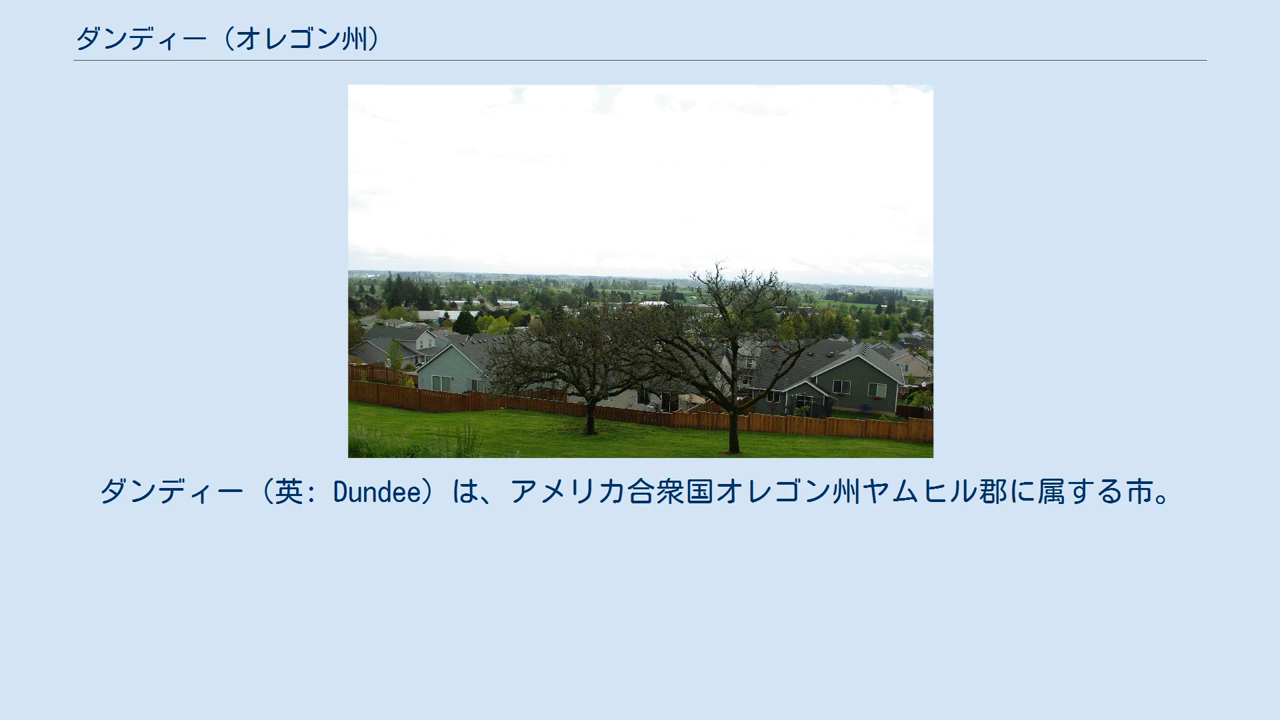 ダンディー（オレゴン州）
ダンディー（英: Dundee）は、アメリカ合衆国オレゴン州ヤムヒル郡に属する市。